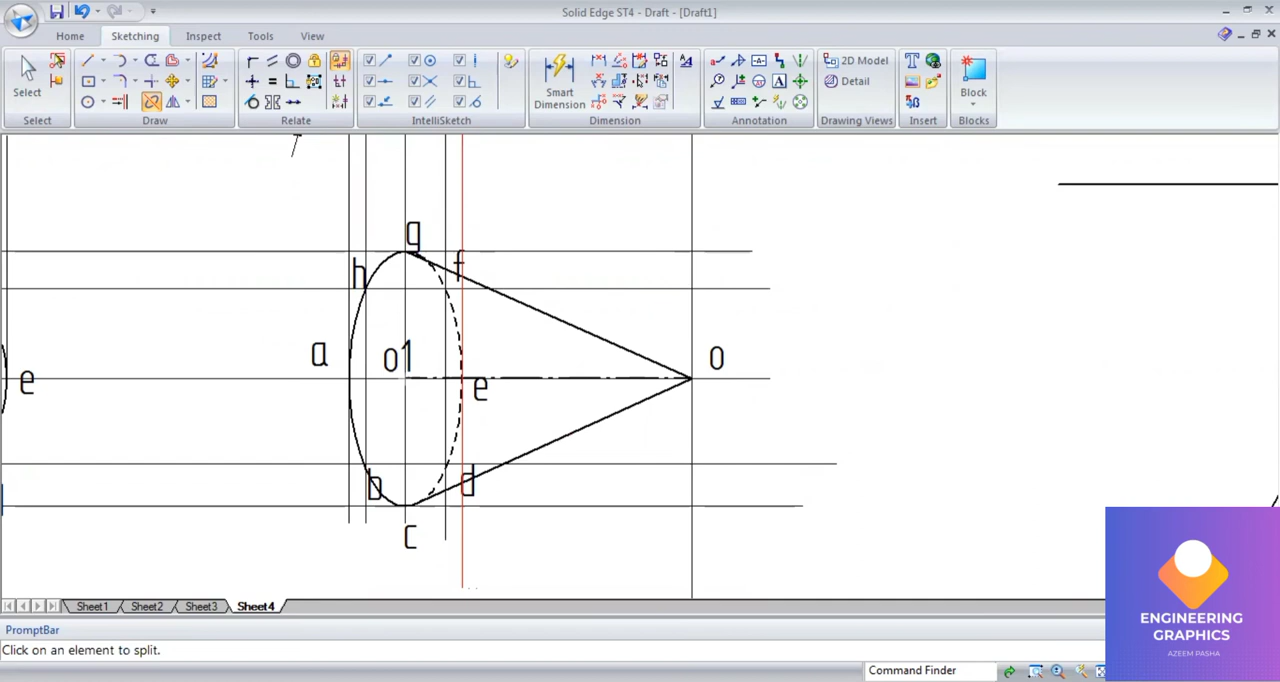 Solid Edge ST4 - Draft - [Draft1]
Home
Sketching
Inspect
Tools
View
Select
Smart
Dimension
2D Model
Detail
Block
Select
Draw
Relate
IntelliSketch
Dimension
Annotation
Drawing Views
Insert
Blocks
g
f
h
a
o1
o
e
e
b
d
c
Sheet1
Sheet2
Sheet3
Sheet4
PromptBar
Click on an element to split.
Command Finder
ENGINEERING
GRAPHICS
AZEEM PASHA